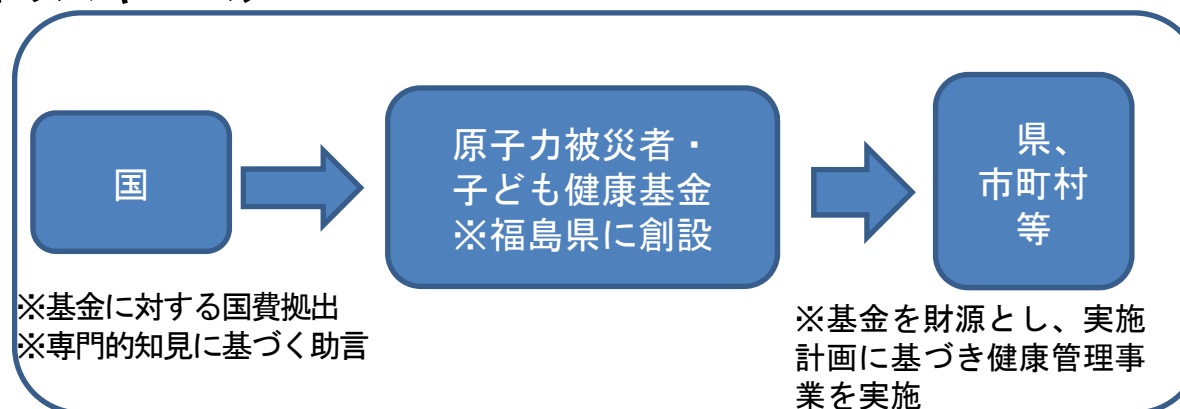 国
※基金に対する国費拠出
※専門的知見に基づく助言
原子力被災者・
子ども健康基金
※福島県に創設
県、
市町村
等
※基金を財源とし、実施
計画に基づき健康管理事
業を実施